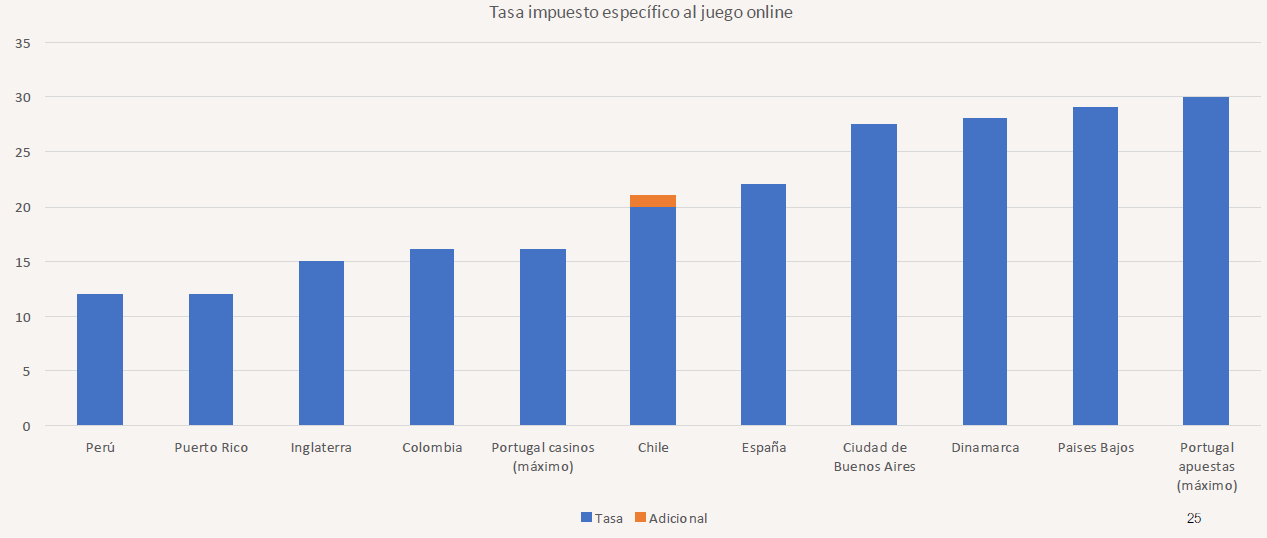 Tasa impuesto específico al juego online
35
30
25
20
15
10
5
0
Perú
Puerto Rico
Inglaterra
Colombia
Portugal casinos
(máximo)
Chile
España
Ciudad de
Buenos Aires
Dinamarca
Paises Bajos
Portugal
apuestas
(máximo)
Tasa
Adicional
25